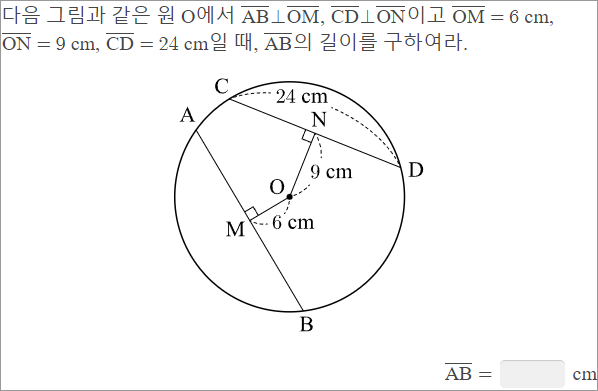 다음 그림과 같은 원 O에서 AB⊥OM, CD⊥ON이고 OM = 6 cm,
ON = 9 cm, CD = 24 cm일 때, AB의 길이를 구하여라.
C
24 cm
A
N
D
9 cm
O
M
6 cm
B
AB = cm